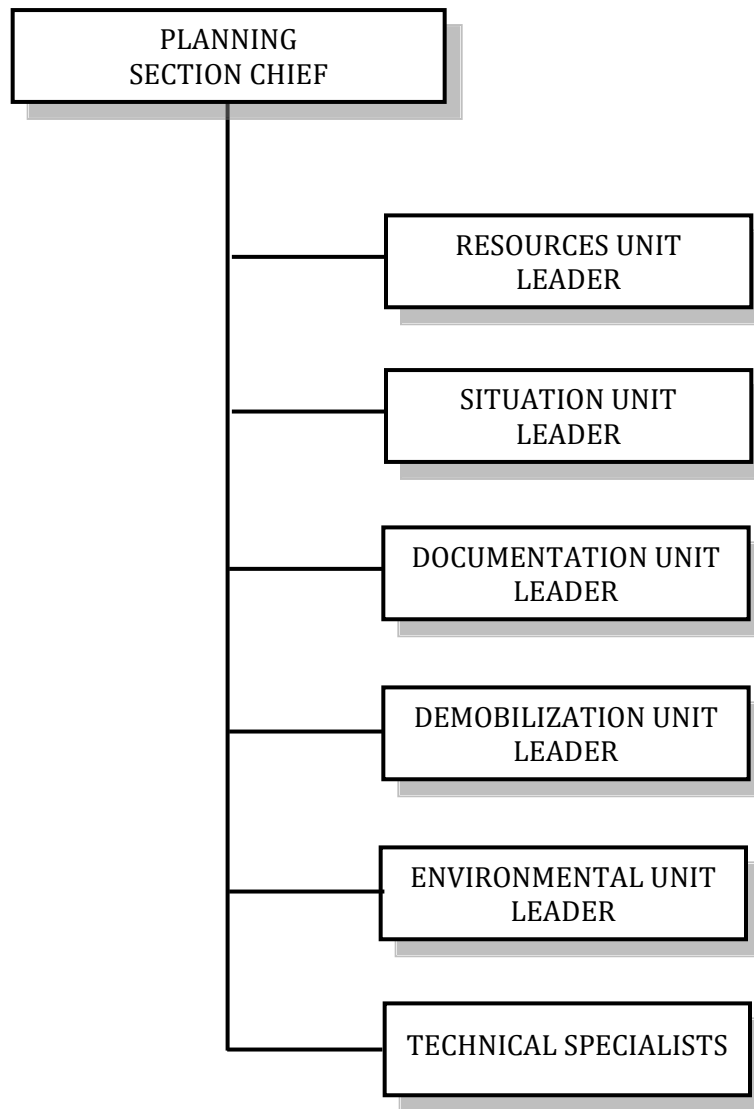 PLANNING
SECTION CHIEF
RESOURCES UNIT
LEADER
SITUATION UNIT
LEADER
DOCUMENTATION UNIT
LEADER
DEMOBILIZATION UNIT
LEADER
ENVIRONMENTAL UNIT
LEADER
TECHNICAL SPECIALISTS